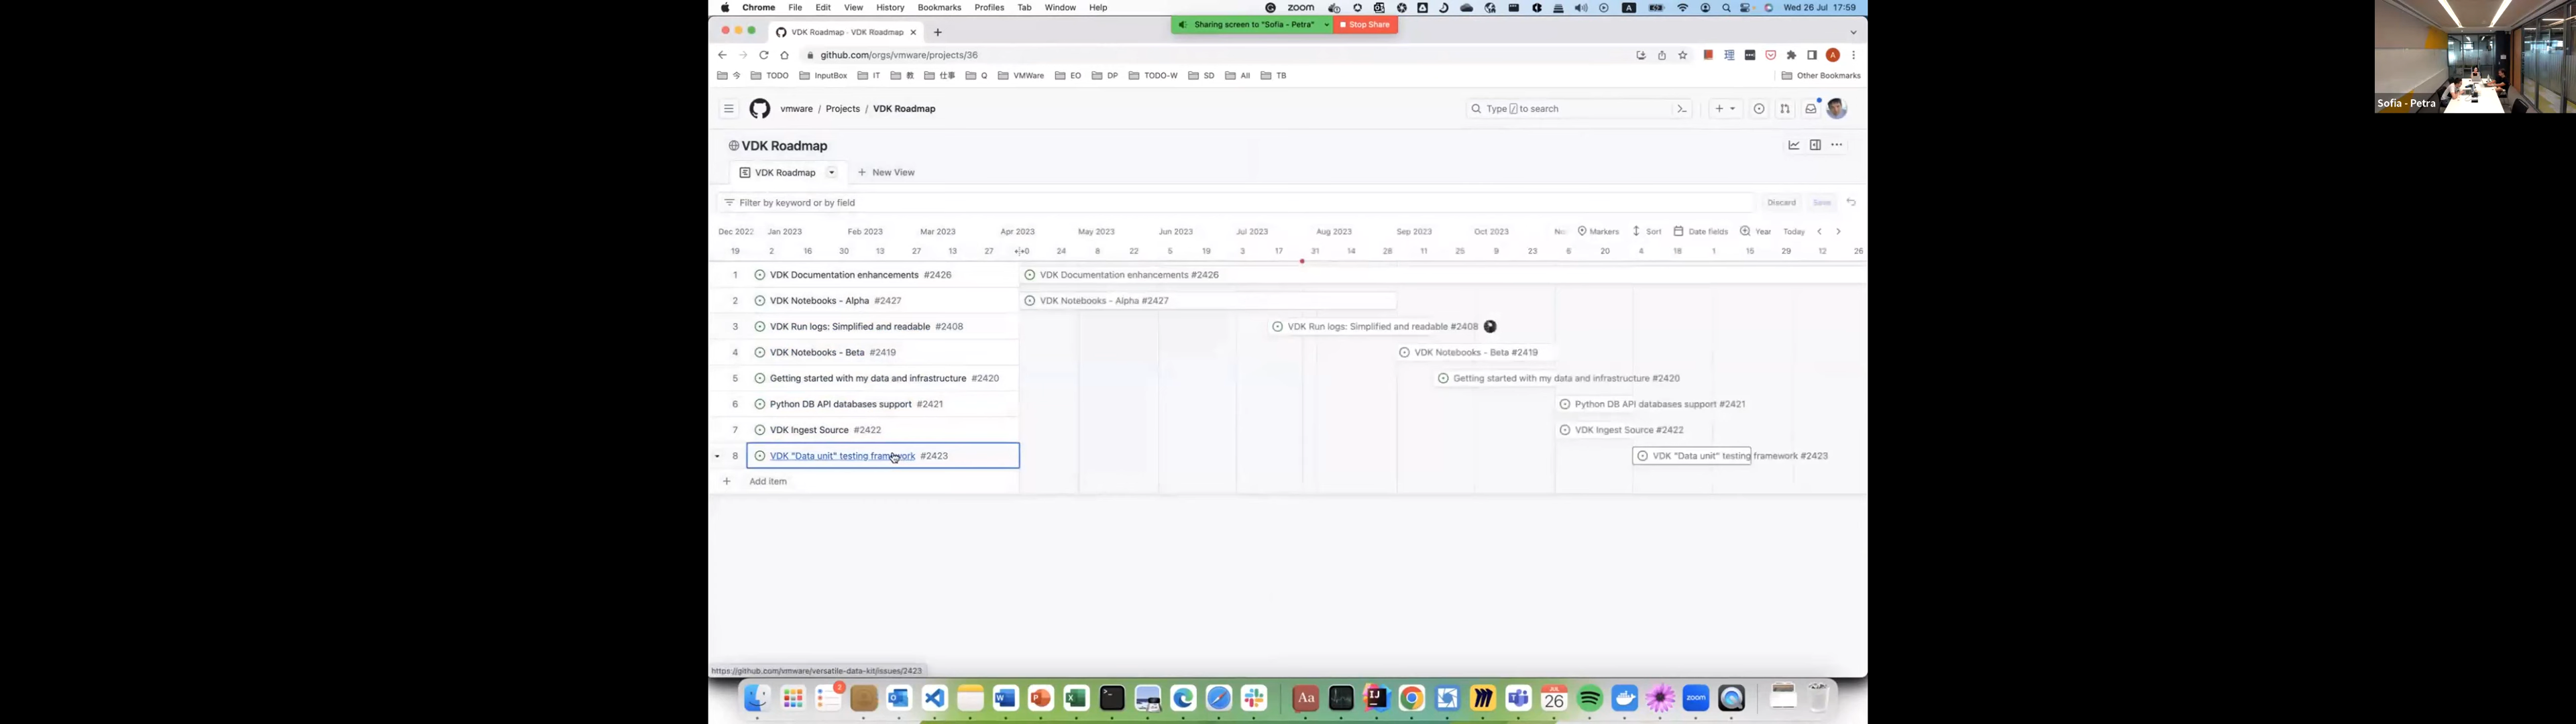 Chrome File Edit View History Bookmarks Profiles Tab Window Help zoom A Wed 26 Jul 17:59
Sharing screen to "Sofia - Petra" Stop Share
VDK Roadmap · VDK Roadmap
github.com/orgs/vmware/projects/36
今 TODO InputBox IT 教 仕事 Q VMWare EO DP TODO-W SD All TB Other Bookmarks
Sofia - Petra
vmware / Projects / VDK Roadmap Type / to search
VDK Roadmap
VDK Roadmap New View
Filter by keyword or by field Discard Save
Dec 2022 Jan 2023 Feb 2023 Mar 2023 Apr 2023 May 2023 Jun 2023 Jul 2023 Aug 2023 Sep 2023 Oct 2023 Markers Sort Date fields Year Today
19 2 16 30 13 27 13 27 24 8 22 5 19 3 17 31 14 28 11 25 9 23 6 20 4 18 1 15 29 12 26
1 VDK Documentation enhancements #2426 VDK Documentation enhancements #2426
2 VDK Notebooks - Alpha #2427 VDK Notebooks - Alpha #2427
3 VDK Run logs: Simplified and readable #2408 VDK Run logs: Simplified and readable #2408
4 VDK Notebooks - Beta #2419 VDK Notebooks - Beta #2419
5 Getting started with my data and infrastructure #2420 Getting started with my data and infrastructure #2420
6 Python DB API databases support #2421 Python DB API databases support #2421
7 VDK Ingest Source #2422 VDK Ingest Source #2422
8 VDK "Data unit" testing framework #2423 VDK "Data unit" testing framework #2423
Add item
https://github.com/vmware/versatile-data-kit/issues/2423
2 Aa JUL 26 zoom